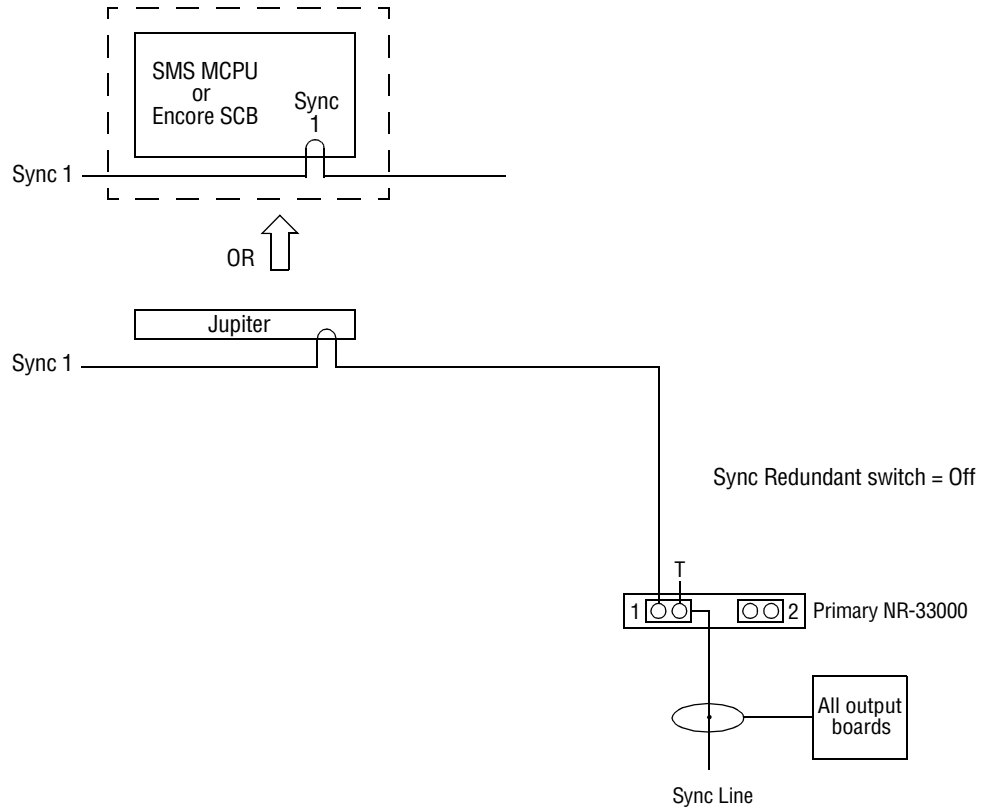 SMS MCPU
or
Encore SCB
Sync
1
Sync 1
OR
Jupiter
Sync 1
Sync Redundant switch = Off
T
1
2
Primary NR-33000
All output
boards
Sync Line